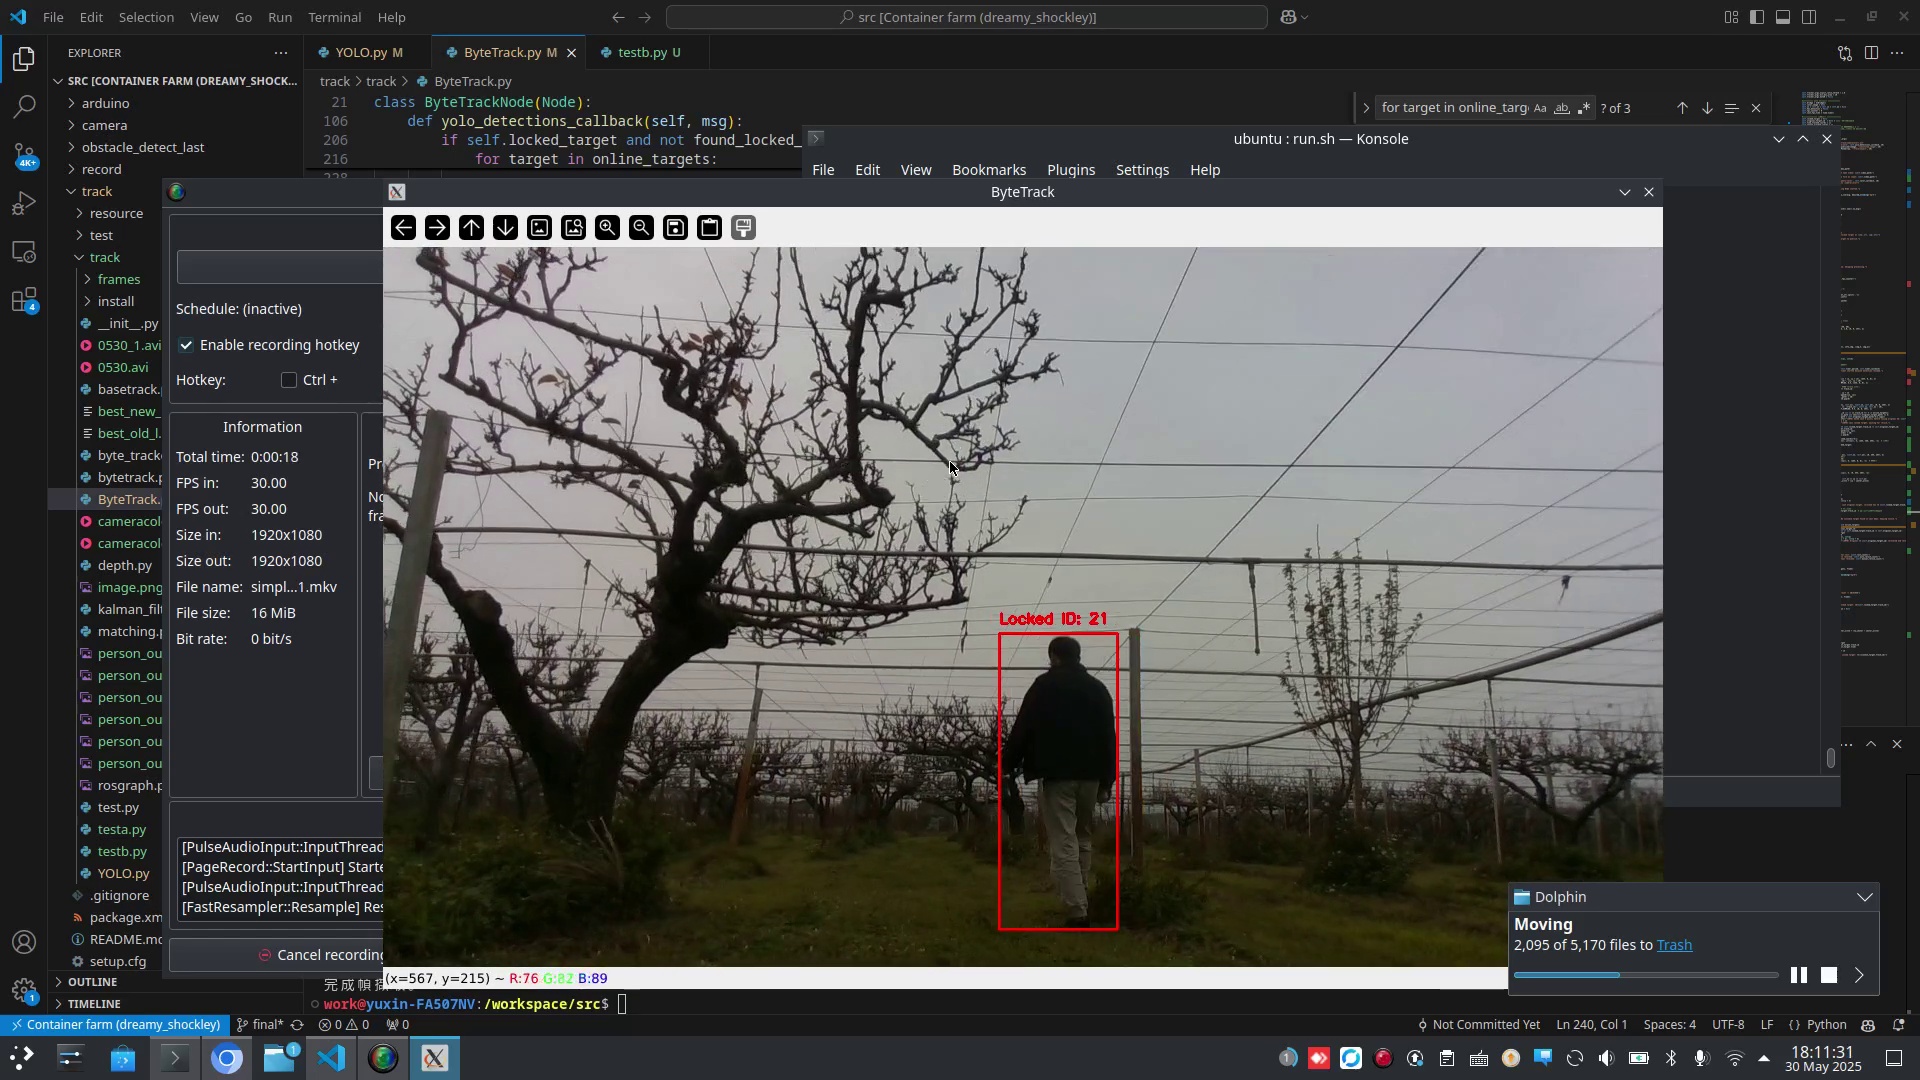 File Edit Selection View Go Run Terminal Help
src [Container farm (dreamy_shockley)]
EXPLORER
YOLO.py M
ByteTrack.py M
testb.py U
SRC [CONTAINER FARM (DREAMY_SHOCK...
track > track > ByteTrack.py
arduino
camera
obstacle_detect_last
record
track
resource
test
track
frames
install
__init__.py
0530_1.avi
0530.avi
basetrack.
best_new_
best_old_l.
byte_track
bytetrack.p
ByteTrack.
cameracol
cameracol
depth.py
image.png
kalman_filt
matching.p
person_ou
person_ou
person_ou
person_ou
person_ou
person_ou
rosgraph.p
test.py
testa.py
testb.py
YOLO.py
.gitignore
package.xm
README.md
setup.cfg
OUTLINE
TIMELINE
4K+
4
1
21 class ByteTrackNode(Node):
106 def yolo_detections_callback(self, msg):
206 if self.locked_target and not found_locked_
216 for target in online_targets:
228
for target in online_targ
Aa ab
? of 3
ubuntu : run.sh — Konsole
File Edit View Bookmarks Plugins Settings Help
ByteTrack
Schedule: (inactive)
Enable recording hotkey
Hotkey: Ctrl +
Information
Total time: 0:00:18
FPS in: 30.00
FPS out: 30.00
Size in: 1920x1080
Size out: 1920x1080
File name: simpl...1.mkv
File size: 16 MiB
Bit rate: 0 bit/s
[PulseAudioInput::InputThread
[PageRecord::StartInput] Starte
[PulseAudioInput::InputThread
[FastResampler::Resample] Res
Cancel recording
Locked ID: 21
(x=567, y=215) ~ R:76 G:82 B:89
work@yuxin-FA507NV:/workspace/src$
Dolphin
Moving
2,095 of 5,170 files to Trash
Container farm (dreamy_shockley)
final*
0 0
0
Not Committed Yet
Ln 240, Col 1
Spaces: 4
UTF-8
LF
{ } Python
1
1
18:11:31
30 May 2025